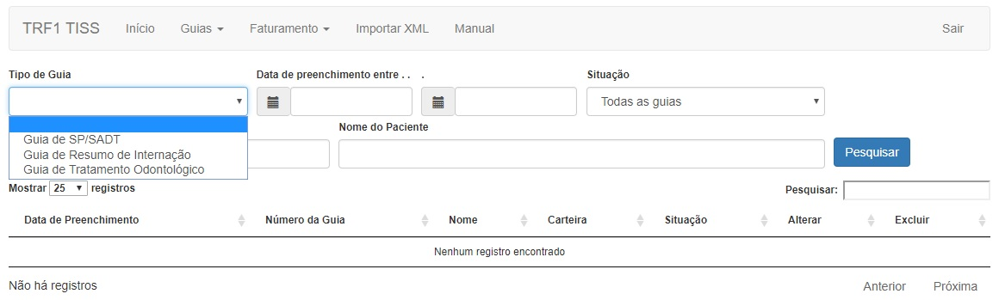 TRF1 TISS Início Guias Faturamento Importar XML Manual Sair
Tipo de Guia Data de preenchimento entre . . . Situação
Todas as guias
Guia de SP/SADT
Guia de Resumo de Internação
Guia de Tratamento Odontológico
Nome do Paciente
Pesquisar
Mostrar 25 registros Pesquisar:
Data de Preenchimento Número da Guia Nome Carteira Situação Alterar Excluir
Nenhum registro encontrado
Não há registros Anterior Próxima